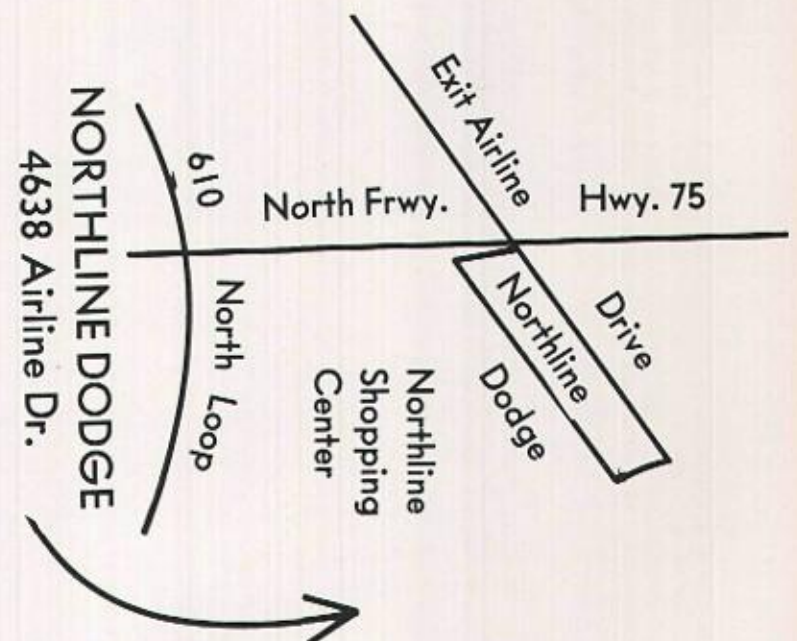 Hwy. 75
Drive
Exit Airline
Northline
Dodge
North Frwy.
Northline
Shopping
Center
610
North Loop
NORTHLINE DODGE
4638 Airline Dr.